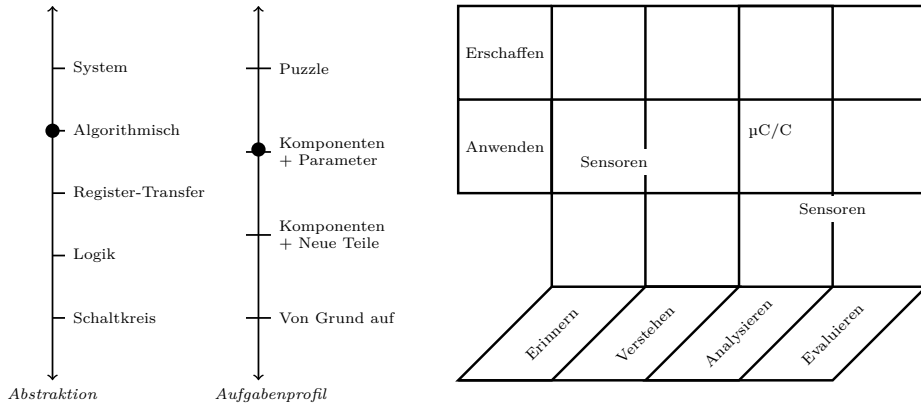 System
Algorithmisch
Register-Transfer
Logik
Schaltkreis
Abstraktion
Puzzle
Komponenten
+ Parameter
Komponenten
+ Neue Teile
Von Grund auf
Aufgabenprofil
Erschaffen
Anwenden
µC/C
Sensoren
Sensoren
Erinnern
Verstehen
Analysieren
Evaluieren